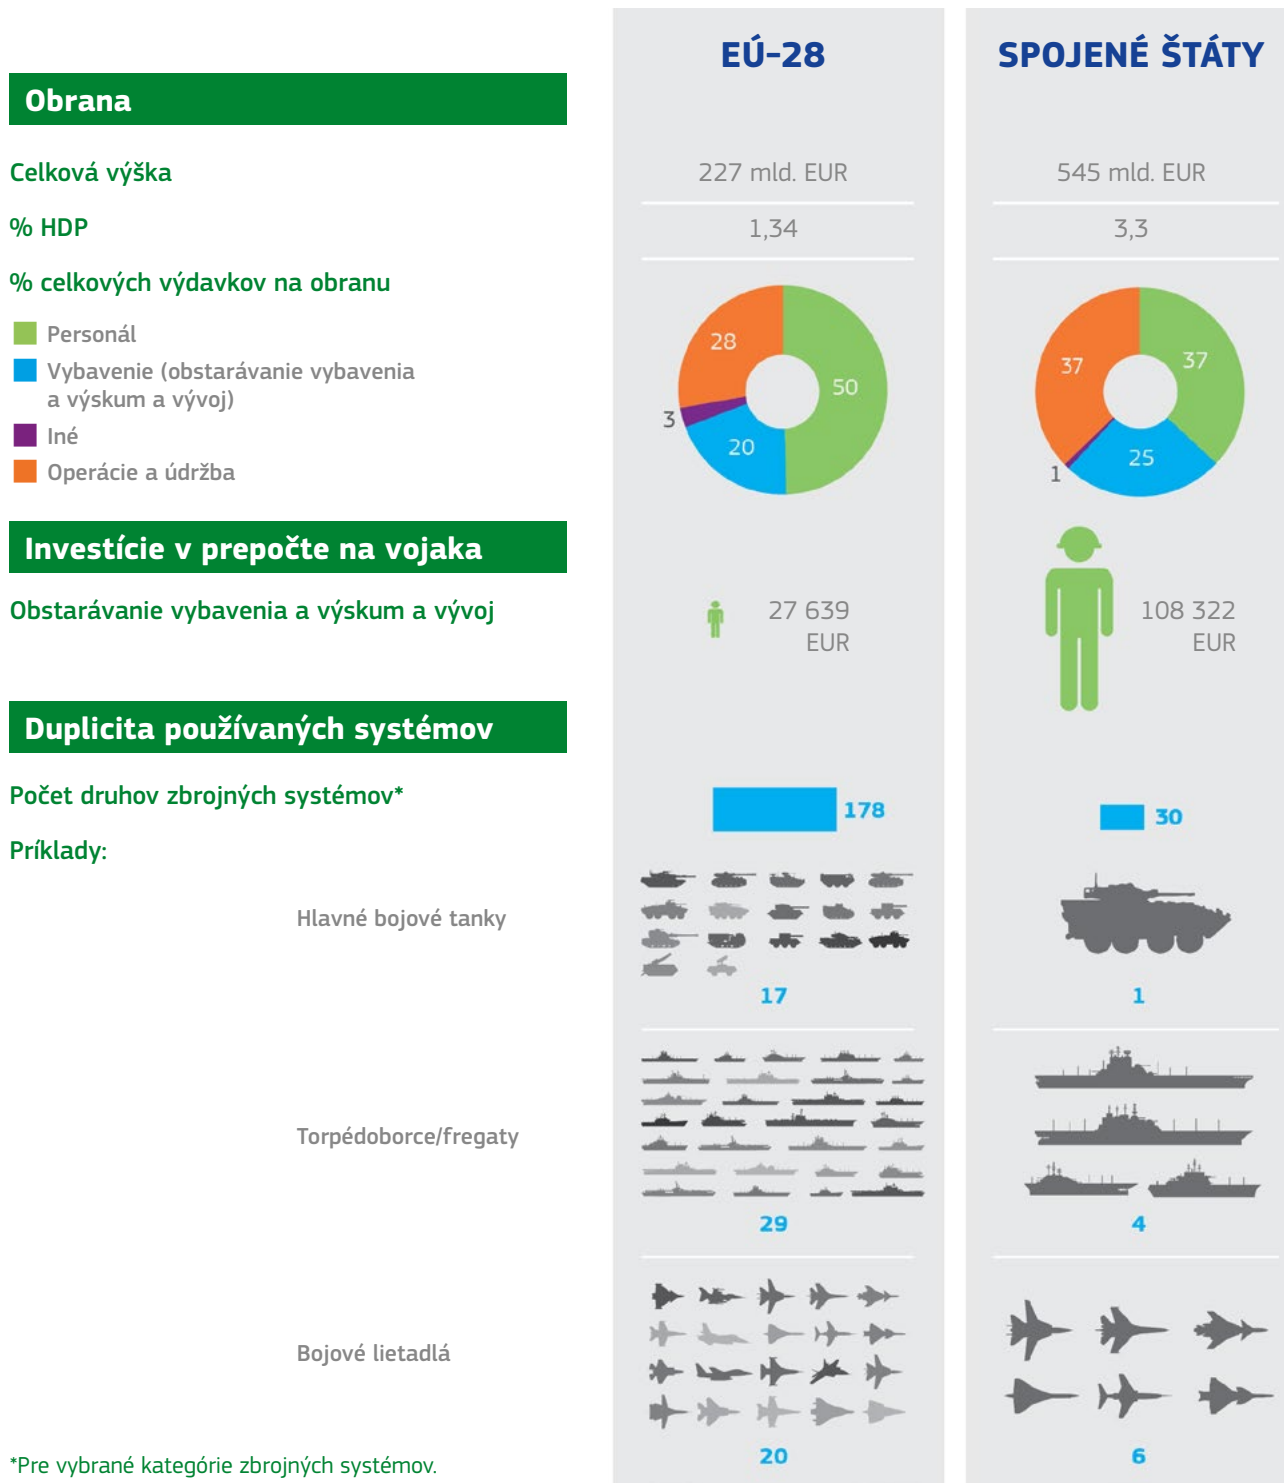 EÚ-28
SPOJENÉ ŠTÁTY
Obrana
Celková výška
227 mld. EUR
545 mld. EUR
% HDP
1,34
3,3
% celkových výdavkov na obranu
Personál
Vybavenie (obstarávanie vybavenia
a výskum a vývoj)
Iné
Operácie a údržba
28
50
3
20
37
37
25
1
Investície v prepočte na vojaka
Obstarávanie vybavenia a výskum a vývoj
27 639
EUR
108 322
EUR
Duplicita používaných systémov
Počet druhov zbrojných systémov*
178
30
Príklady:
Hlavné bojové tanky
17
1
Torpédoborce/fregaty
29
4
Bojové lietadlá
20
6
*Pre vybrané kategórie zbrojných systémov.